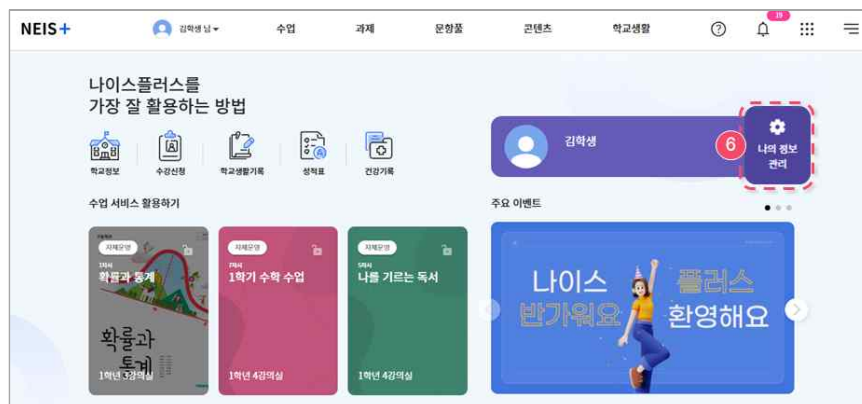 NEIS+
김학생 님
수업
과제
문항풀
콘텐츠
학교생활
19
나이스플러스를
가장 잘 활용하는 방법
학교정보
수강신청
학교생활기록
성적표
건강기록
김학생
6
나의 정보
관리
수업 서비스 활용하기
주요 이벤트
자체운영
확률과 통계
확률과
통계
1학년 3강의실
자체운영
1학기 수학 수업
1학년 4강의실
자체운영
나를 기르는 독서
1학년 4강의실
나이스 플러스
반가워요 환영해요